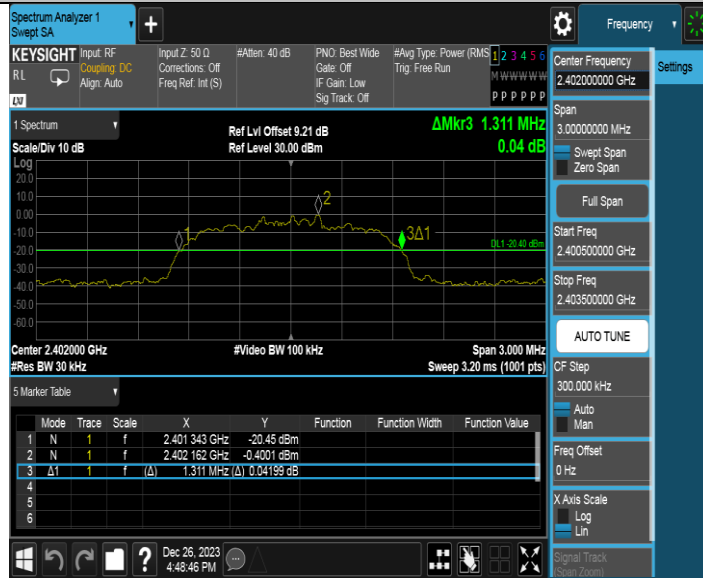 Spectrum Analyzer 1
Swept SA
+
Frequency
KEYSIGHT
RL
LXI
Input: RF
Coupling: DC
Align: Auto
Input Z: 50 Ω
Corrections: Off
Freq Ref: Int (S)
#Atten: 40 dB
PNO: Best Wide
Gate: Off
IF Gain: Low
Sig Track: Off
#Avg Type: Power (RMS
Trig: Free Run
1 2 3 4 5 6
M W W W W W
P P P P P P
1 Spectrum
Scale/Div 10 dB
Ref Lvl Offset 9.21 dB
Ref Level 30.00 dBm
ΔMkr3 1.311 MHz
0.04 dB
Log
20.0
10.0
0.00
-10.0
-20.0
-30.0
-40.0
-50.0
-60.0
1
2
3Δ1
DL1 -20.40 dBm
Center 2.402000 GHz
#Res BW 30 kHz
#Video BW 100 kHz
Span 3.000 MHz
Sweep 3.20 ms (1001 pts)
5 Marker Table
Mode Trace Scale X Y Function Function Width Function Value
1 N 1 f 2.401 343 GHz -20.45 dBm
2 N 1 f 2.402 162 GHz -0.4001 dBm
3 Δ1 1 f (Δ) 1.311 MHz (Δ) 0.04199 dB
4
5
6
?
Dec 26, 2023
4:48:46 PM
Center Frequency
2.402000000 GHz
Span
3.00000000 MHz
Swept Span
Zero Span
Full Span
Start Freq
2.400500000 GHz
Stop Freq
2.403500000 GHz
AUTO TUNE
CF Step
300.000 kHz
Auto
Man
Freq Offset
0 Hz
X Axis Scale
Log
Lin
Signal Track
(Span Zoom)
Settings